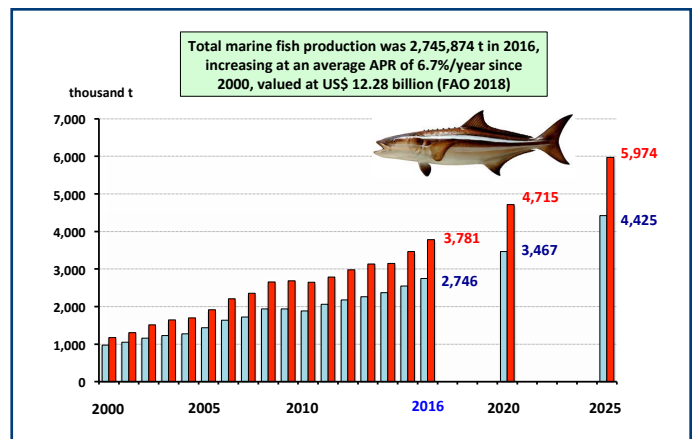 Total marine fish production was 2,745,874 t in 2016,
increasing at an average APR of 6.7%/year since
2000, valued at US$ 12.28 billion (FAO 2018)
thousand t
7,000
6,000
5,974
5,000
4,715
4,425
4,000
3,781
3,467
3,000
2,746
2,000
1,000
0
2000 2005 2010 2016 2020 2025